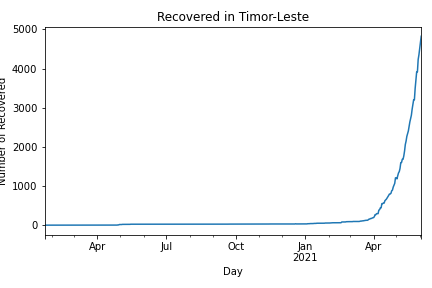 Recovered in Timor-Leste
5000
4000
3000
2000
1000
0
Number of Recovered
Apr
Jul
Oct
Jan
2021
Apr
Day